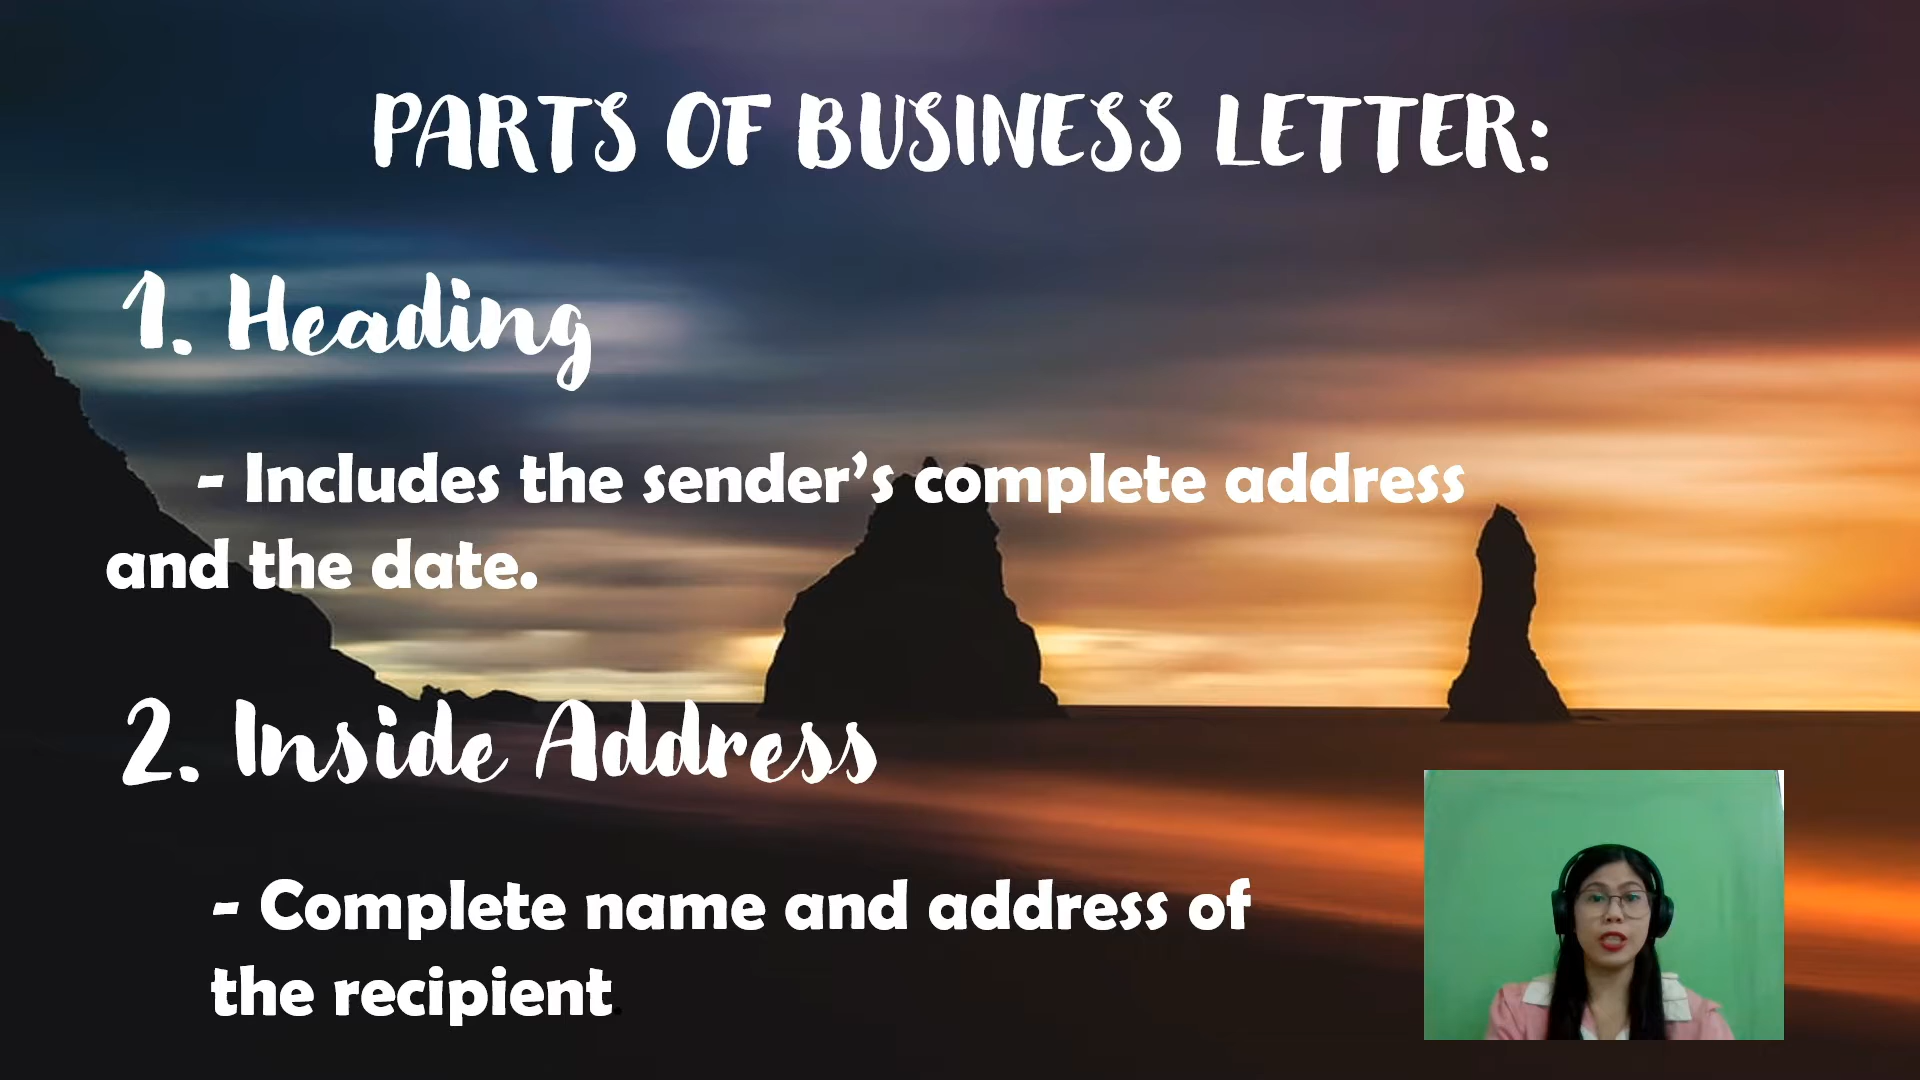 PARTS OF BUSINESS LETTER:
1. Heading
- Includes the sender’s complete address
and the date.
2. Inside Address
- Complete name and address of
the recipient.